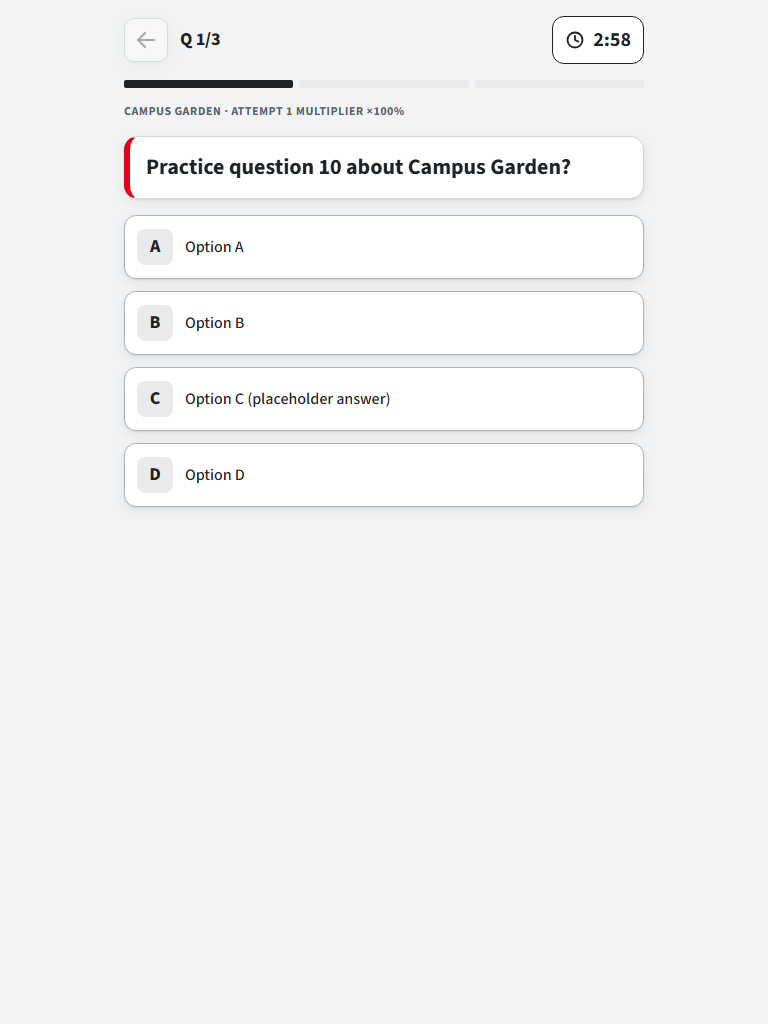 Q 1/3
2:58
CAMPUS GARDEN · ATTEMPT 1 MULTIPLIER ×100%
Practice question 10 about Campus Garden?
A Option A
B Option B
C Option C (placeholder answer)
D Option D